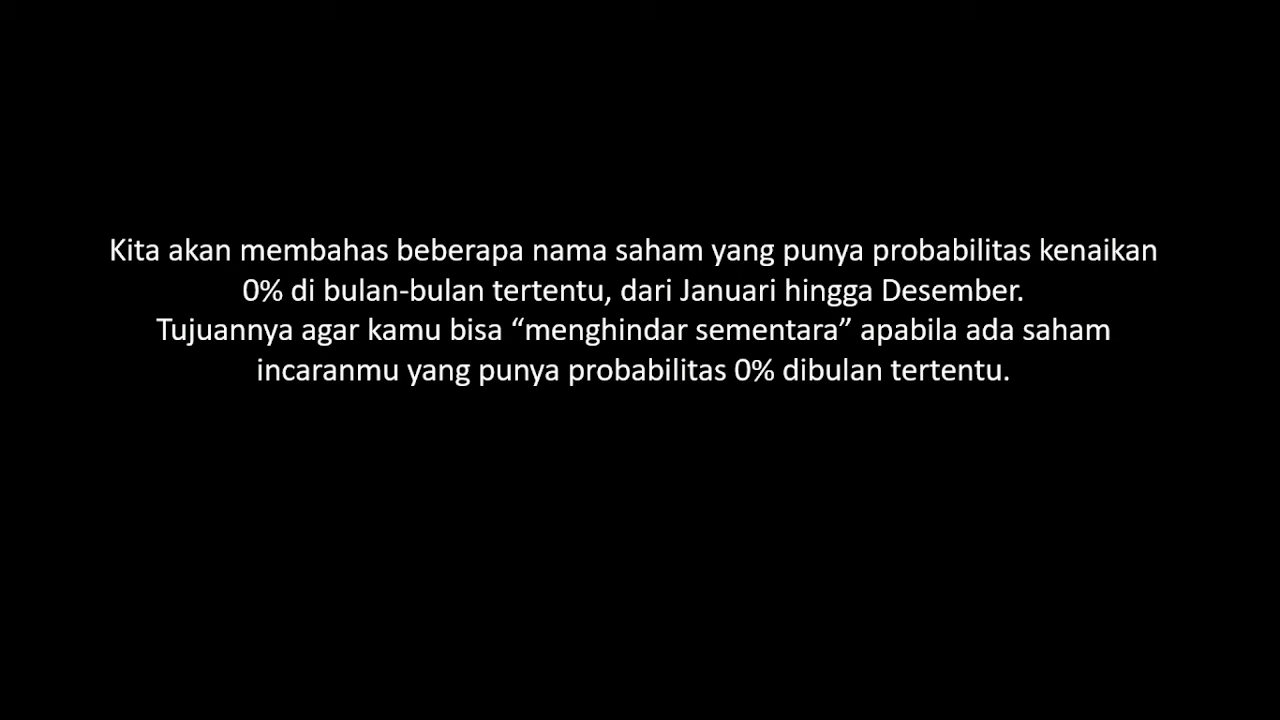 Kita akan membahas beberapa nama saham yang punya probabilitas kenaikan
0% di bulan-bulan tertentu, dari Januari hingga Desember.
Tujuannya agar kamu bisa “menghindar sementara” apabila ada saham
incaranmu yang punya probabilitas 0% dibulan tertentu.